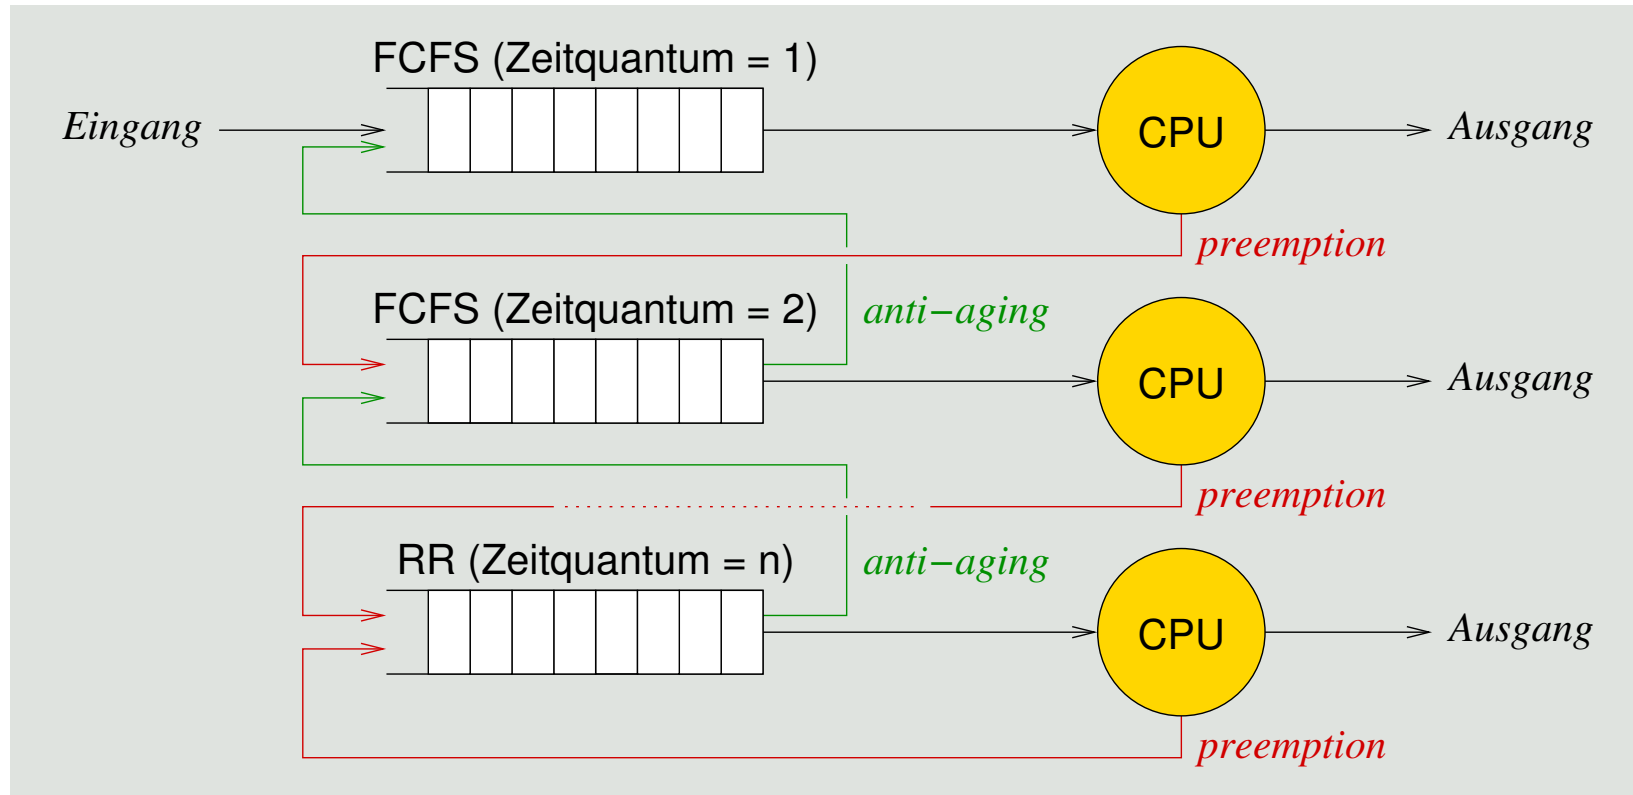 FCFS (Zeitquantum = 1)
Eingang
CPU
Ausgang
preemption
FCFS (Zeitquantum = 2)
anti−aging
CPU
Ausgang
preemption
RR (Zeitquantum = n)
anti−aging
CPU
Ausgang
preemption